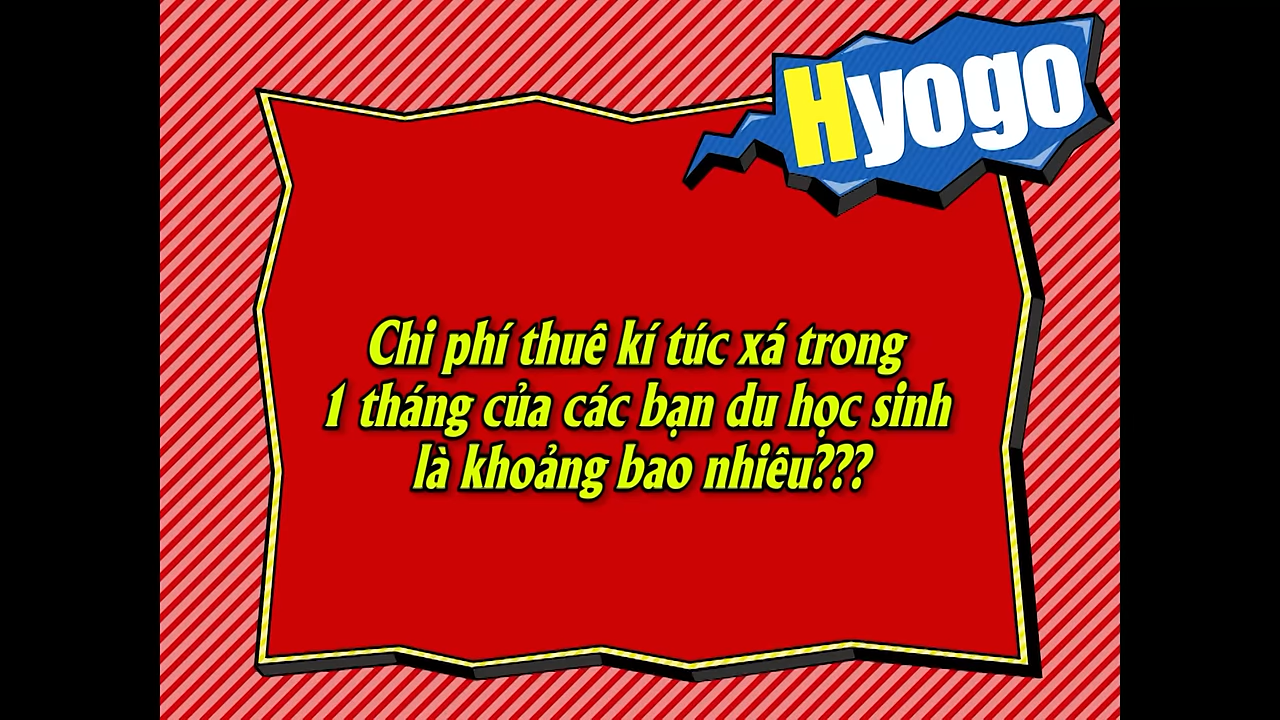 Hyogo
Chi phí thuê kí túc xá trong
1 tháng của các bạn du học sinh
là khoảng bao nhiêu???